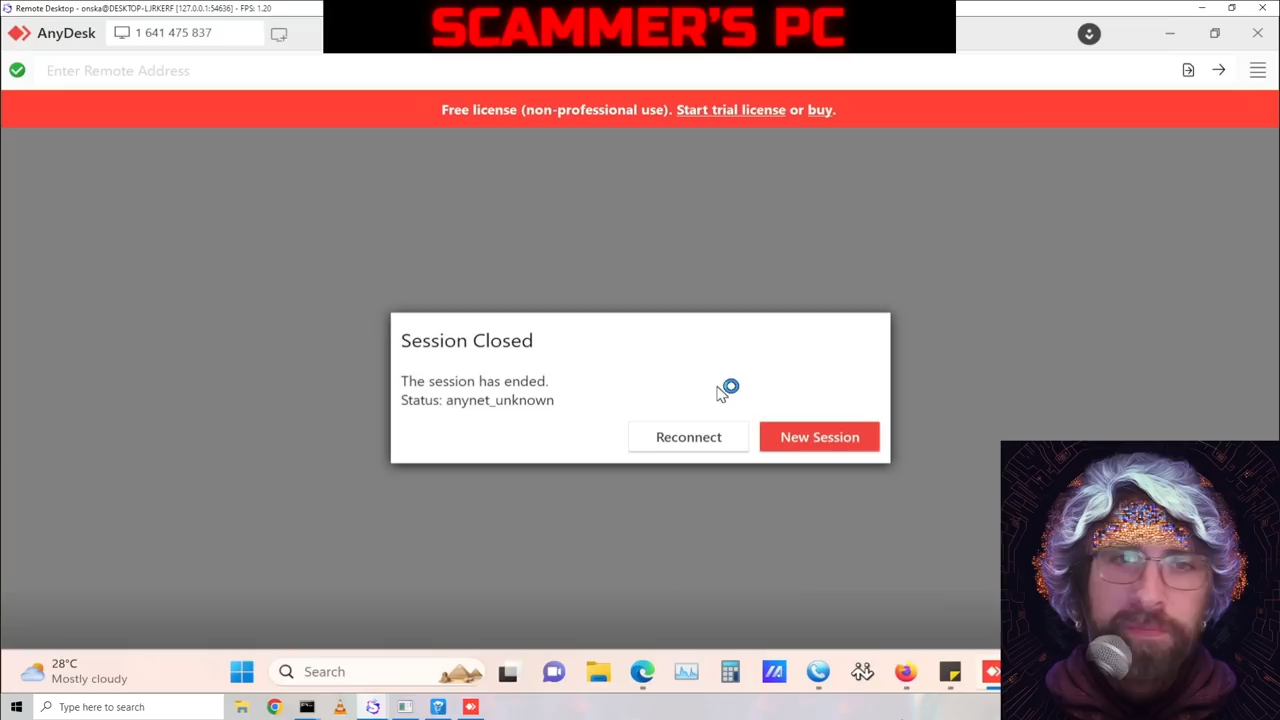 Remote Desktop - onska@DESKTOP-LJRKERF [127.0.0.1:54636] - FPS: 1.20
SCAMMER'S PC
AnyDesk
1 641 475 837
Enter Remote Address
Free license (non-professional use). Start trial license or buy.
Session Closed
The session has ended.
Status: anynet_unknown
Reconnect
New Session
28°C
Mostly cloudy
Search
Type here to search